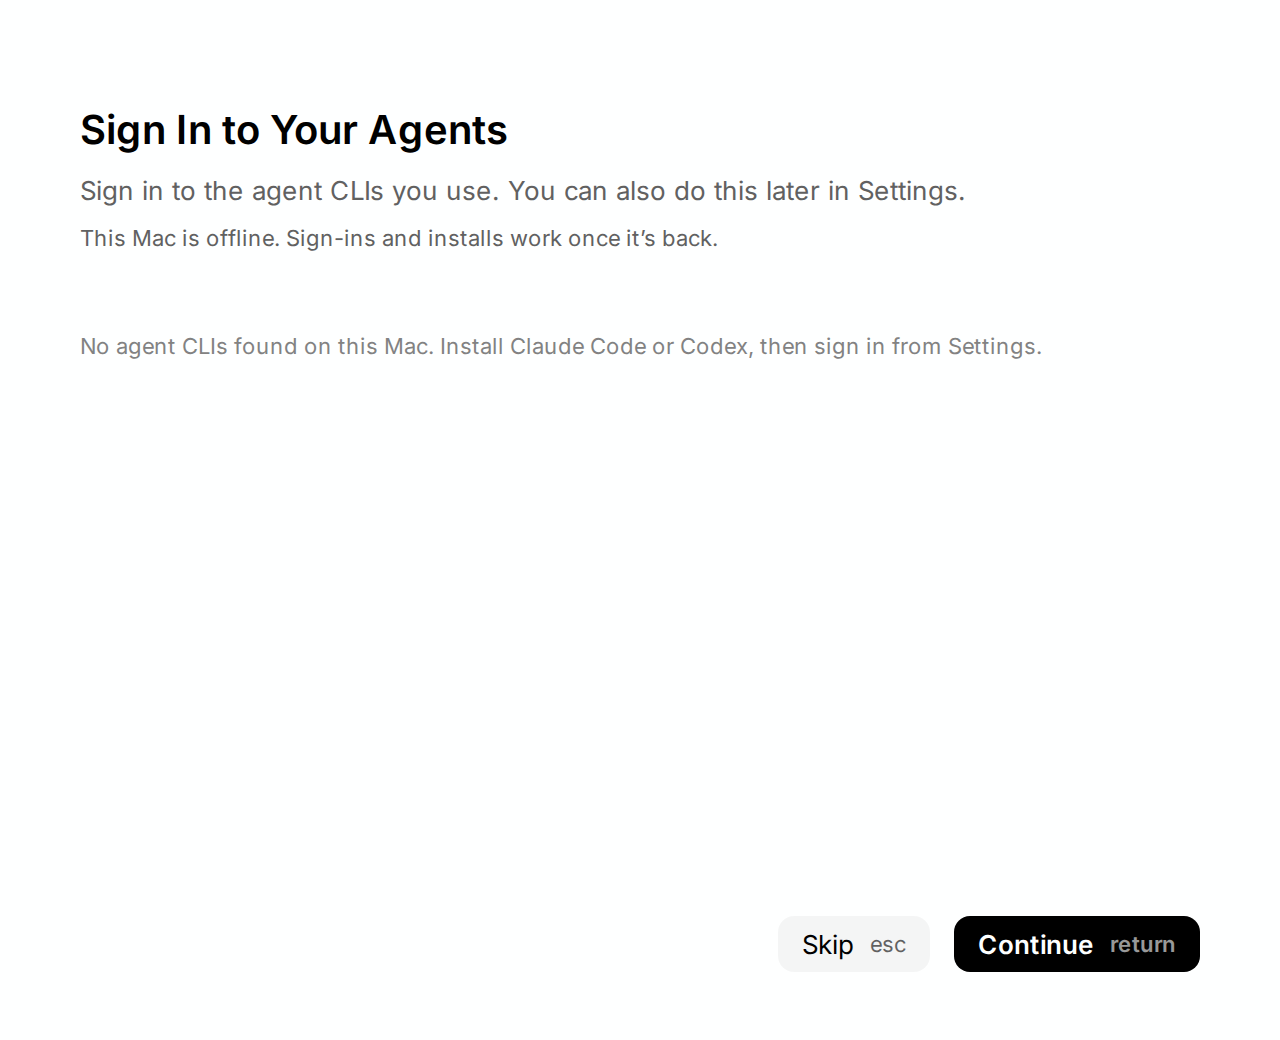 Sign In to Your Agents
Sign in to the agent CLIs you use. You can also do this later in Settings.
This Mac is offline. Sign-ins and installs work once it’s back.
No agent CLIs found on this Mac. Install Claude Code or Codex, then sign in from Settings.
Skip esc Continue return